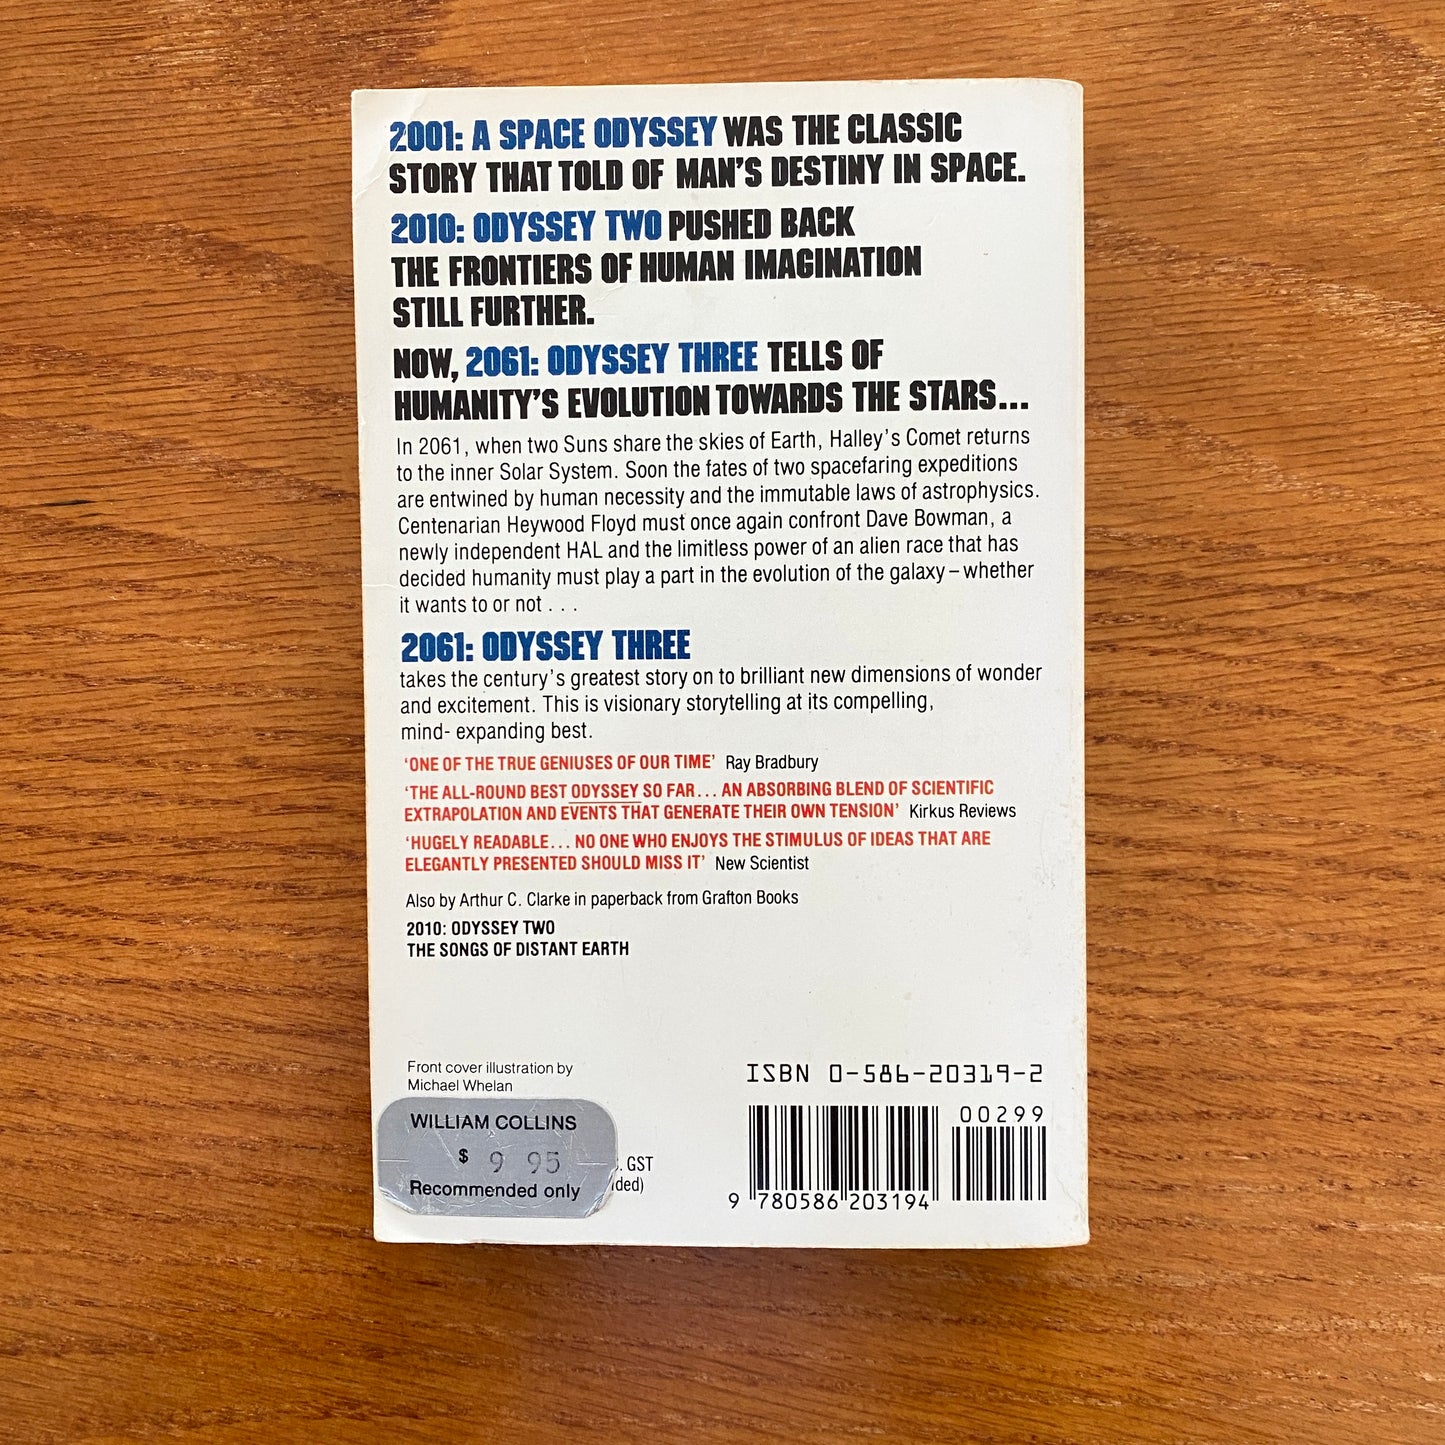 2001: A SPACE ODYSSEY WAS THE CLASSIC
STORY THAT TOLD OF MAN'S DESTINY IN SPACE.
2010: ODYSSEY TWO PUSHED BACK
THE FRONTIERS OF HUMAN IMAGINATION
STILL FURTHER.
NOW, 2061: ODYSSEY THREE TELLS OF
HUMANITY'S EVOLUTION TOWARDS THE STARS...
In 2061, when two Suns share the skies of Earth, Halley's Comet returns
to the inner Solar System. Soon the fates of two spacefaring expeditions
are entwined by human necessity and the immutable laws of astrophysics.
Centenarian Heywood Floyd must once again confront Dave Bowman, a
newly independent HAL and the limitless power of an alien race that has
decided humanity must play a part in the evolution of the galaxy – whether
it wants to or not . . .
2061: ODYSSEY THREE
takes the century's greatest story on to brilliant new dimensions of wonder
and excitement. This is visionary storytelling at its compelling,
mind- expanding best.
'ONE OF THE TRUE GENIUSES OF OUR TIME' Ray Bradbury
'THE ALL-ROUND BEST ODYSSEY SO FAR... AN ABSORBING BLEND OF SCIENTIFIC
EXTRAPOLATION AND EVENTS THAT GENERATE THEIR OWN TENSION' Kirkus Reviews
'HUGELY READABLE... NO ONE WHO ENJOYS THE STIMULUS OF IDEAS THAT ARE
ELEGANTLY PRESENTED SHOULD MISS IT' New Scientist
Also by Arthur C. Clarke in paperback from Grafton Books
2010: ODYSSEY TWO
THE SONGS OF DISTANT EARTH
Front cover illustration by
Michael Whelan
WILLIAM COLLINS
$ 9 95
Recommended only
GST
ISBN 0-586-20319-2
00299
9 780586 203194